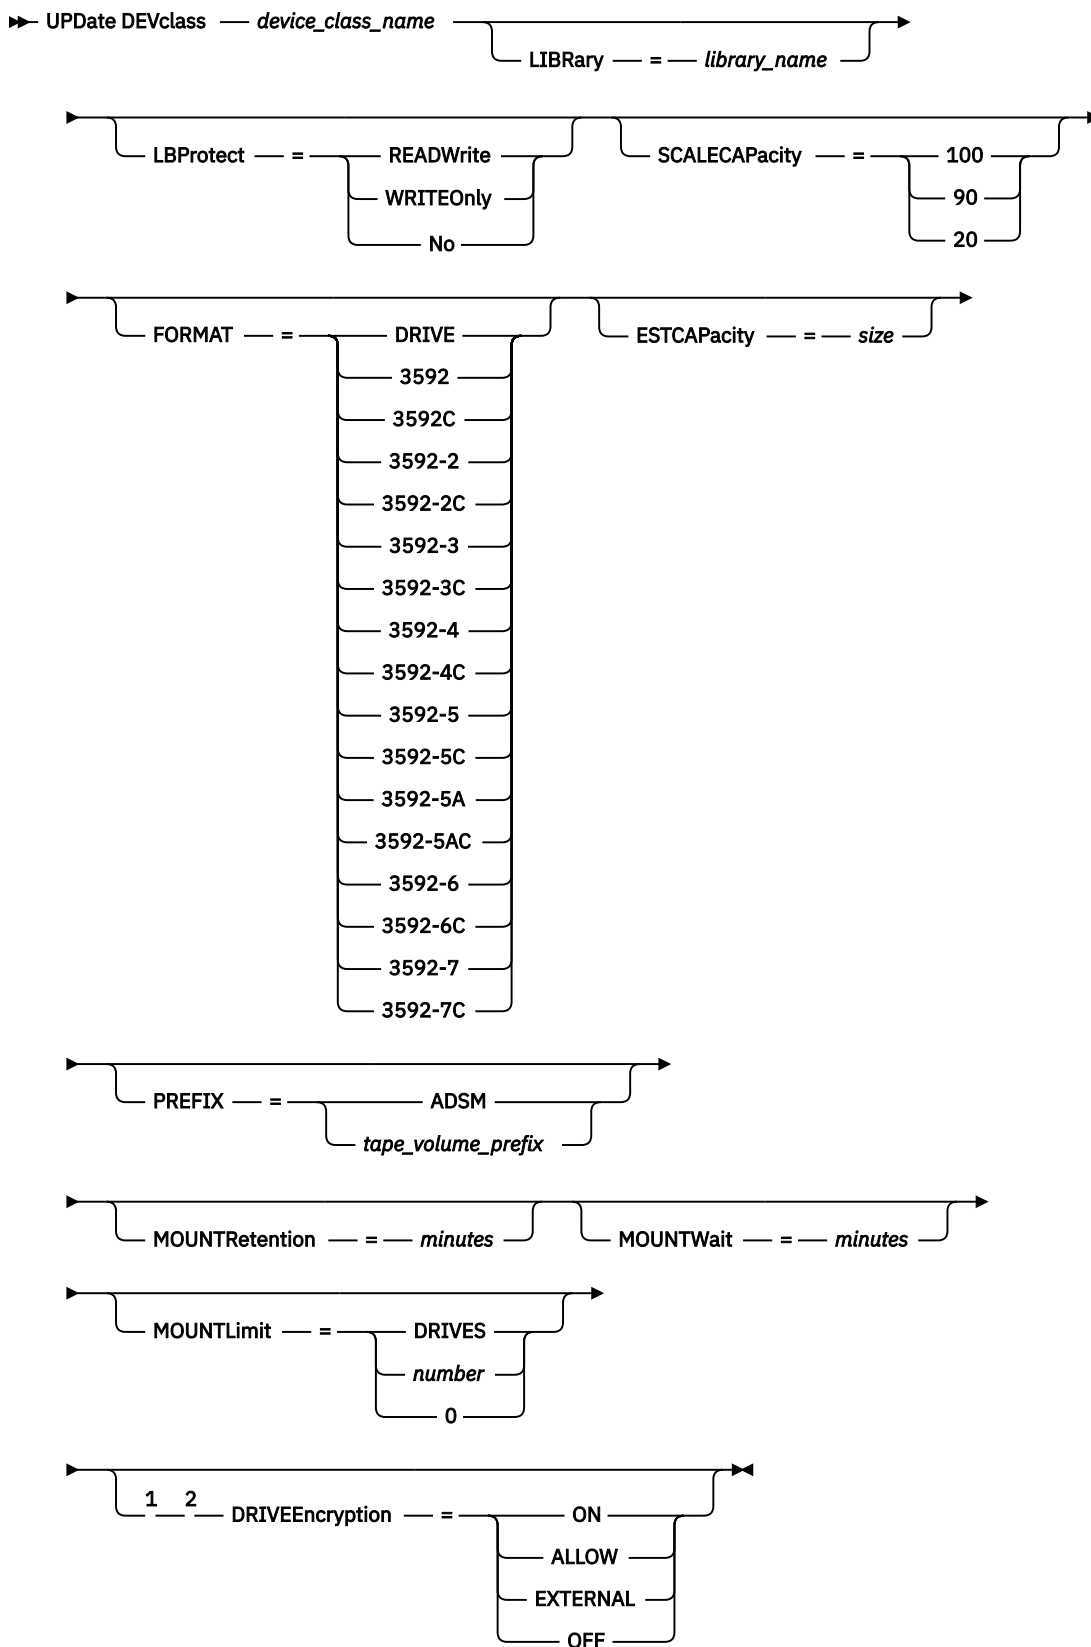 UPDate DEVclass device_class_name
LIBRary = library_name
LBProtect = READWrite SCALECAPacity = 100
WRITEOnly 90
No 20
FORMAT = DRIVE ESTCAPacity = size
3592
3592C
3592-2
3592-2C
3592-3
3592-3C
3592-4
3592-4C
3592-5
3592-5C
3592-5A
3592-5AC
3592-6
3592-6C
3592-7
3592-7C
PREFIX = ADSM
tape_volume_prefix
MOUNTRetention = minutes MOUNTWait = minutes
MOUNTLimit = DRIVES
number
0
1 2 DRIVEEncryption = ON
ALLOW
EXTERNAL
OFF